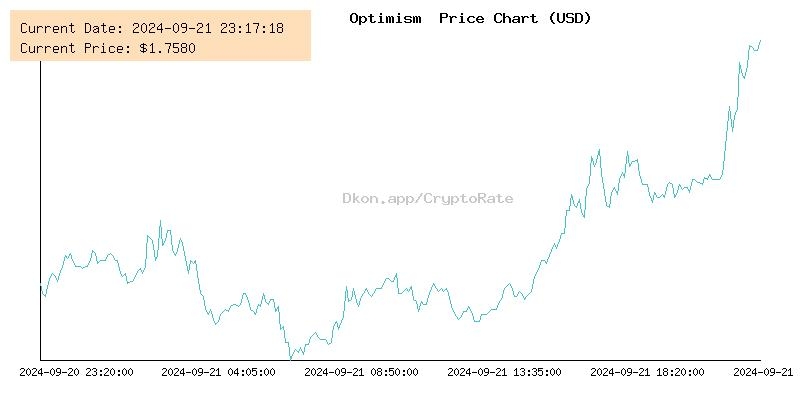 Optimism  Price Chart (USD)
Current Date: 2024-09-21 23:17:18
Current Price: $1.7580
Dkon.app/CryptoRate
2024-09-20 23:20:00 2024-09-21 04:05:00 2024-09-21 08:50:00 2024-09-21 13:35:00 2024-09-21 18:20:00 2024-09-21